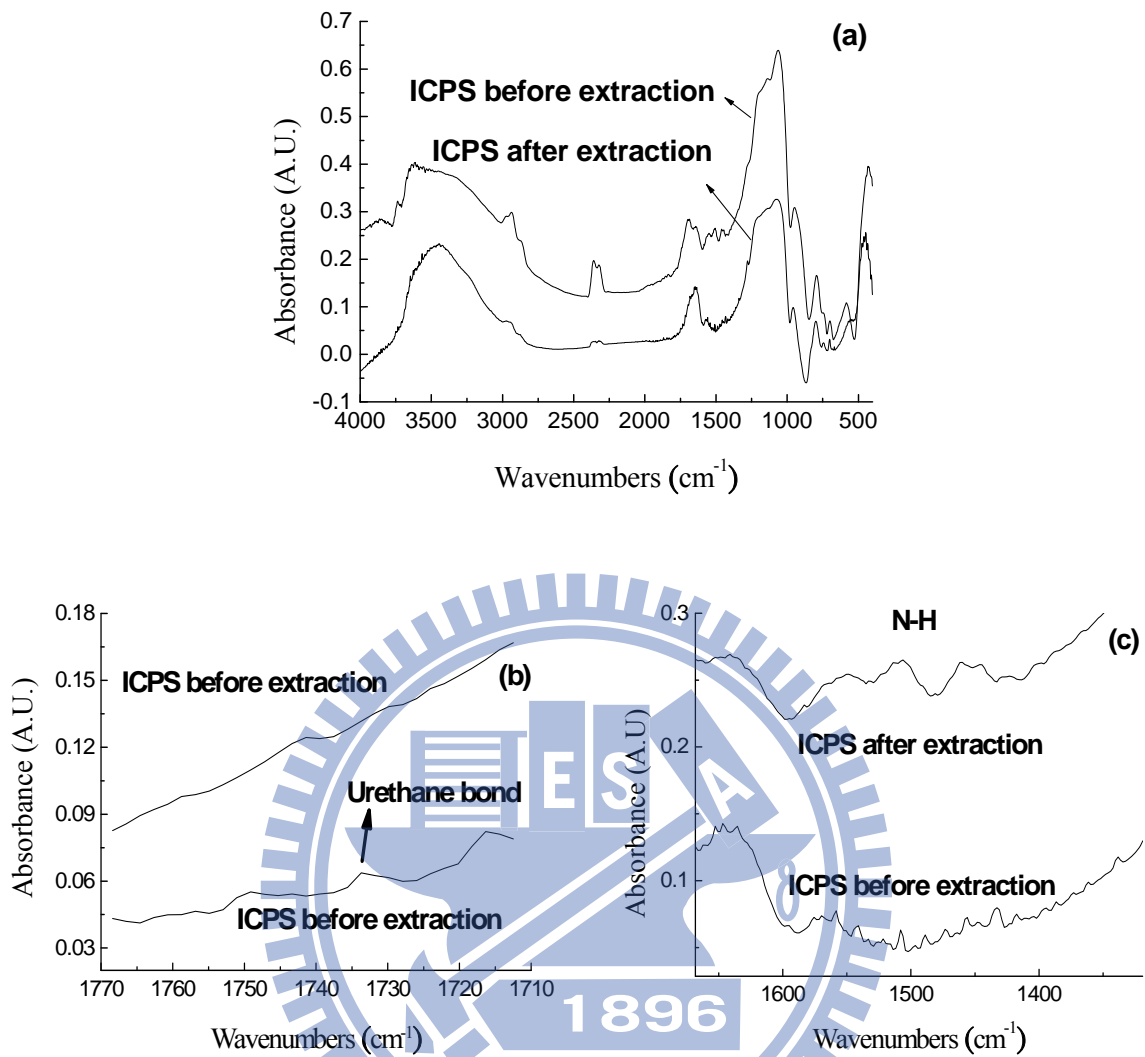 (a)
0.7
0.6
0.5
0.4
0.3
0.2
0.1
0.0
-0.1
Absorbance (A.U.)
ICPS before extraction
ICPS after extraction
4000 3500 3000 2500 2000 1500 1000 500
Wavenumbers (cm-1)
(b)
0.18
0.15
0.12
0.09
0.06
0.03
Absorbance (A.U.)
ICPS before extraction
Urethane bond
ICPS before extraction
1770 1760 1750 1740 1730 1720 1710
Wavenumbers (cm-1)
(c)
0.3
0.2
0.1
Absorbance (A.U)
N-H
ICPS after extraction
ICPS before extraction
1600 1500 1400
Wavenumbers (cm-1)
E S A
1896